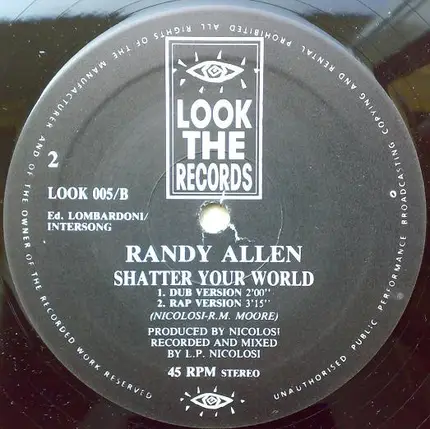 ALL RIGHTS OF THE MANUFACTURER AND OF THE OWNER OF THE RECORDED WORK RESERVED
UNAUTHORISED PUBLIC PERFORMANCE BROADCASTING COPYING AND RENTAL PROHIBITED
LOOK
THE
RECORDS
2
LOOK 005/B
Ed. LOMBARDONI/
INTERSONG
RANDY ALLEN
SHATTER YOUR WORLD
1. DUB VERSION 2'00''
2. RAP VERSION 3'15''
(NICOLOSI-R.M. MOORE)
PRODUCED BY NICOLOSI
RECORDED AND MIXED
BY L.P. NICOLOSI
45 RPM STEREO